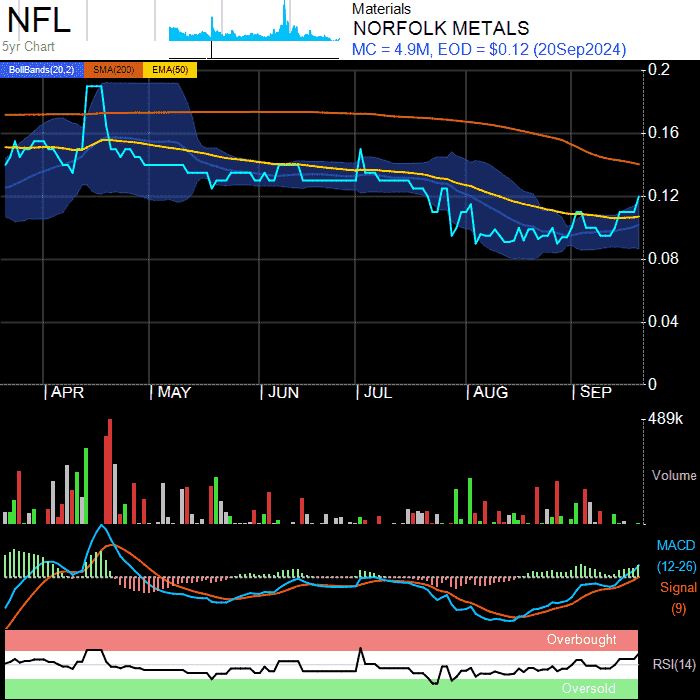 NFL
5yr Chart
Materials
NORFOLK METALS
MC = 4.9M, EOD = $0.12 (20Sep2024)
BollBands(20,2) SMA(200) EMA(50)
0.2
0.16
0.12
0.08
0.04
0
APR MAY JUN JUL AUG SEP
489k
Volume
MACD
(12-26)
Signal
(9)
Overbought
RSI(14)
Oversold